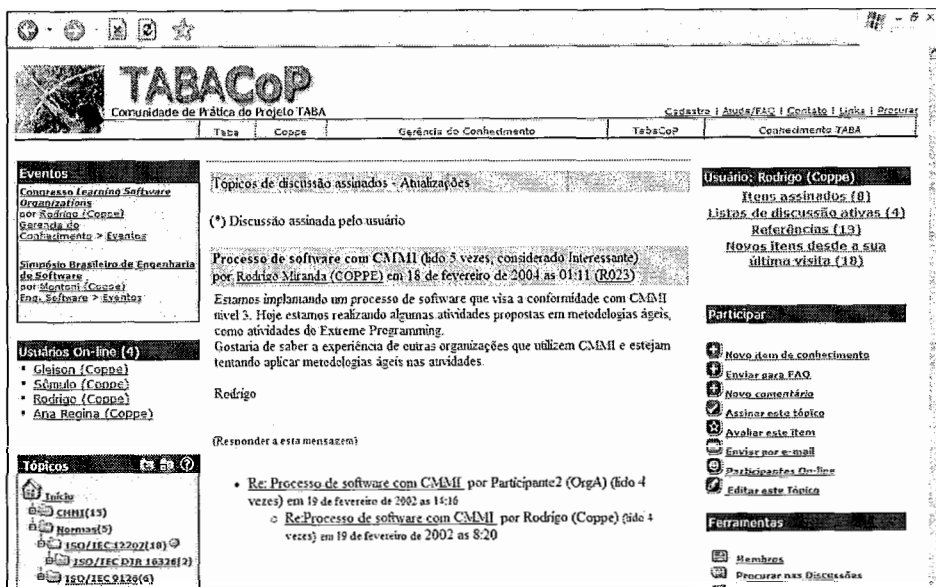 TABACoP
Comunidade de Prática do Projeto TABA
Cadastro | Ajuda/FAQ | Contato | Links | Procurar
Taba
Coppe
Gerência do Conhecimento
TabaCoP
Conhecimento TABA
Eventos
Congresso Learning Software
Organizations
por Rodrigo (Coppe)
Gerencia do
Conhecimento > Eventos
Simpósio Brasileiro de Engenharia
de Software
por Montoni (Coppe)
Eng. Software > Eventos
Usuários On-line (4)
Gleison (Coppe)
Sômulo (Coppe)
Rodrigo (Coppe)
Ana Regina (Coppe)
Tópicos
Início
CMMI(15)
Normas(5)
ISO/IEC 12207(18)
ISO/IEC DTR 16326(2)
ISO/IEC 9126(6)
Tópicos de discussão assinados - Atualizações
(*) Discussão assinada pelo usuário
Processo de software com CMMI (lido 5 vezes, considerado Interessante)
por Rodrigo Miranda (COPPE) em 18 de fevereiro de 2004 as 01:11 (R023)
Estamos implantando um processo de software que visa a conformidade com CMMI
nivel 3. Hoje estamos realizando algumas atividades propostas em metodologias ágeis,
como atividades do Extreme Programming.
Gostaria de saber a experiência de outras organizações que utilizem CMMI e estejam
tentando aplicar metodologias ágeis nas atividades.
Rodrigo
(Responder a esta mensagem)
Re: Processo de software com CMMI por Participante2 (OrgA) (lido 4
vezes) em 19 de fevereiro de 2002 as 14:16
Re:Processo de software com CMMI por Rodrigo (Coppe) (lido 4
vezes) em 19 de fevereiro de 2002 as 8:20
Usuário: Rodrigo (Coppe)
Itens assinados (8)
Listas de discussão ativas (4)
Referências (13)
Novos itens desde a sua
última visita (18)
Participar
Novo item de conhecimento
Enviar para FAQ
Novo comentário
Assinar este tópico
Avaliar este item
Enviar por e-mail
Participantes On-line
Editar este Tópico
Ferramentas
Membros
Procurar nas Discussões